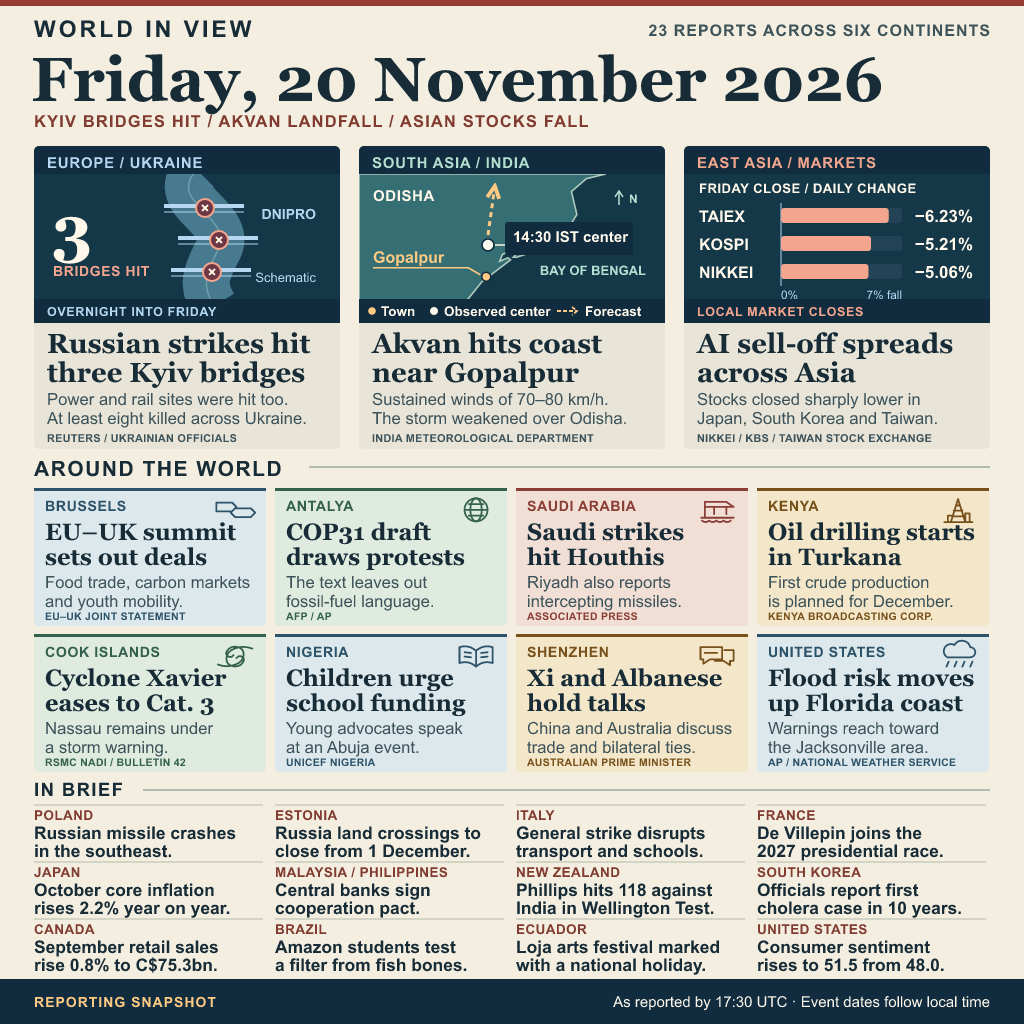 WORLD IN VIEW
23 REPORTS ACROSS SIX CONTINENTS
Friday, 20 November 2026
KYIV BRIDGES HIT / AKVAN LANDFALL / ASIAN STOCKS FALL
EUROPE / UKRAINE
3
BRIDGES HIT
DNIPRO
Schematic
OVERNIGHT INTO FRIDAY
Russian strikes hit
three Kyiv bridges
Power and rail sites were hit too.
At least eight killed across Ukraine.
REUTERS / UKRAINIAN OFFICIALS
SOUTH ASIA / INDIA
ODISHA
N
14:30 IST center
Gopalpur
BAY OF BENGAL
Town
Observed center
Forecast
Akvan hits coast
near Gopalpur
Sustained winds of 70–80 km/h.
The storm weakened over Odisha.
INDIA METEOROLOGICAL DEPARTMENT
EAST ASIA / MARKETS
FRIDAY CLOSE / DAILY CHANGE
TAIEX −6.23%
KOSPI −5.21%
NIKKEI −5.06%
0% 7% fall
LOCAL MARKET CLOSES
AI sell-off spreads
across Asia
Stocks closed sharply lower in
Japan, South Korea and Taiwan.
NIKKEI / KBS / TAIWAN STOCK EXCHANGE
AROUND THE WORLD
BRUSSELS
EU–UK summit
sets out deals
Food trade, carbon markets
and youth mobility.
EU–UK JOINT STATEMENT
ANTALYA
COP31 draft
draws protests
The text leaves out
fossil-fuel language.
AFP / AP
SAUDI ARABIA
Saudi strikes
hit Houthis
Riyadh also reports
intercepting missiles.
ASSOCIATED PRESS
KENYA
Oil drilling starts
in Turkana
First crude production
is planned for December.
KENYA BROADCASTING CORP.
COOK ISLANDS
Cyclone Xavier
eases to Cat. 3
Nassau remains under
a storm warning.
RSMC NADI / BULLETIN 42
NIGERIA
Children urge
school funding
Young advocates speak
at an Abuja event.
UNICEF NIGERIA
SHENZHEN
Xi and Albanese
hold talks
China and Australia discuss
trade and bilateral ties.
AUSTRALIAN PRIME MINISTER
UNITED STATES
Flood risk moves
up Florida coast
Warnings reach toward
the Jacksonville area.
AP / NATIONAL WEATHER SERVICE
IN BRIEF
POLAND
Russian missile crashes
in the southeast.
ESTONIA
Russia land crossings to
close from 1 December.
ITALY
General strike disrupts
transport and schools.
FRANCE
De Villepin joins the
2027 presidential race.
JAPAN
October core inflation
rises 2.2% year on year.
MALAYSIA / PHILIPPINES
Central banks sign
cooperation pact.
NEW ZEALAND
Phillips hits 118 against
India in Wellington Test.
SOUTH KOREA
Officials report first
cholera case in 10 years.
CANADA
September retail sales
rise 0.8% to C$75.3bn.
BRAZIL
Amazon students test
a filter from fish bones.
ECUADOR
Loja arts festival marked
with a national holiday.
UNITED STATES
Consumer sentiment
rises to 51.5 from 48.0.
REPORTING SNAPSHOT
As reported by 17:30 UTC · Event dates follow local time